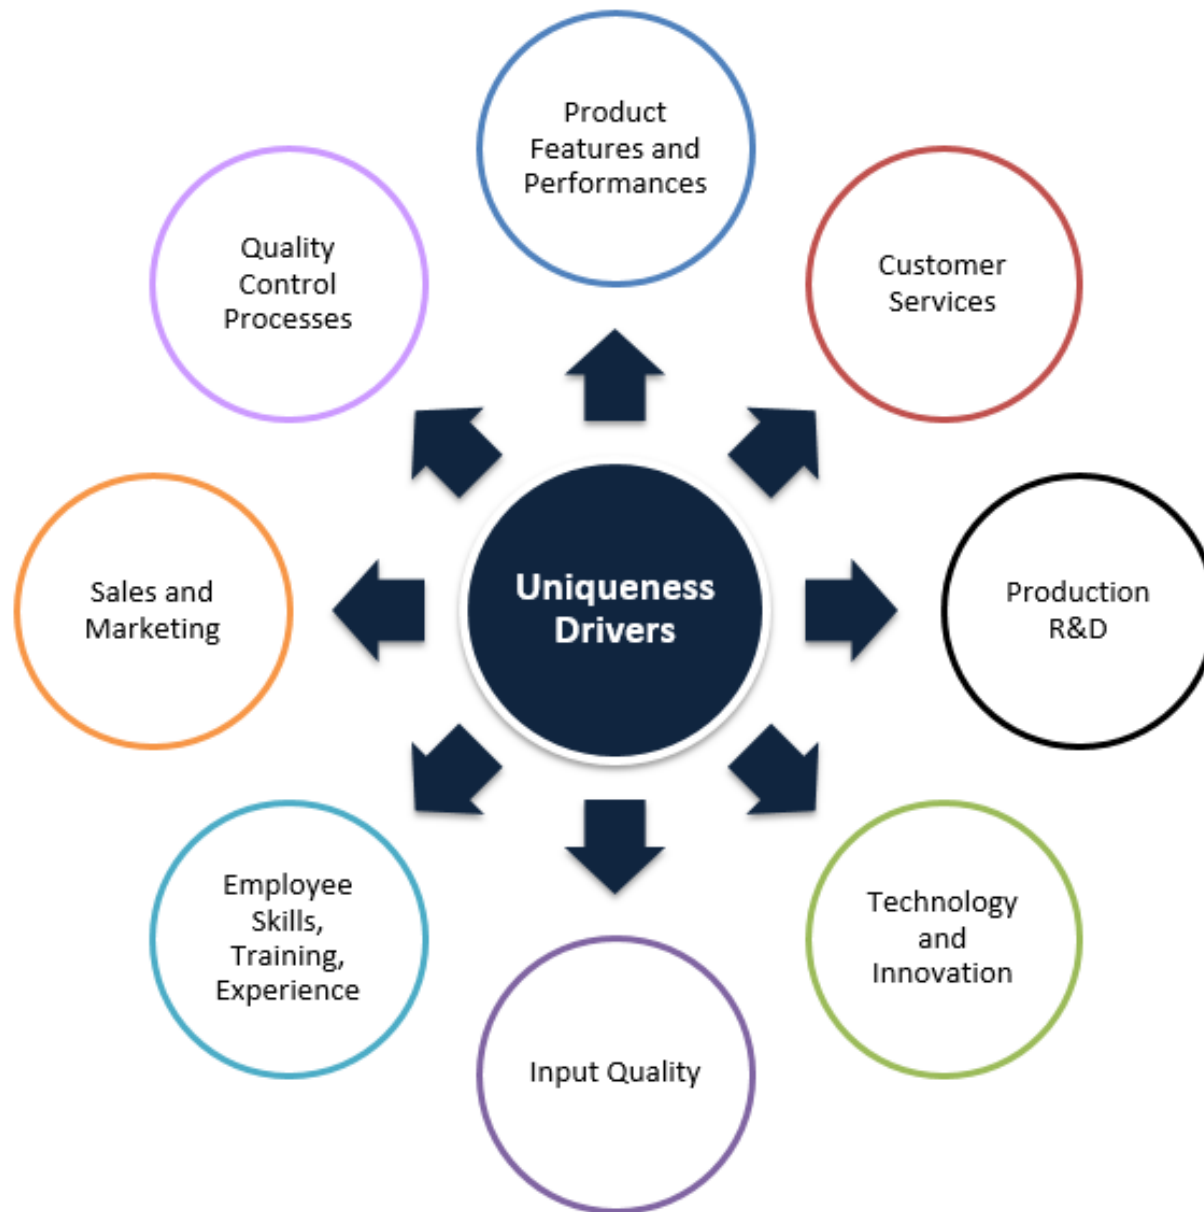 Product
Features and
Performances
Customer
Services
Production
R&D
Technology
and
Innovation
Input Quality
Employee
Skills,
Training,
Experience
Sales and
Marketing
Quality
Control
Processes
Uniqueness
Drivers